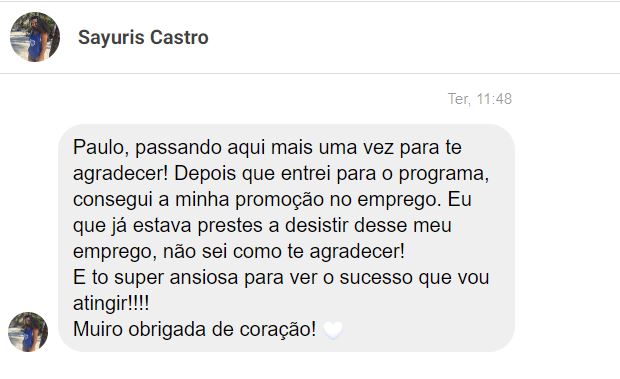 Sayuris Castro
Ter, 11:48
Paulo, passando aqui mais uma vez para te
agradecer! Depois que entrei para o programa,
consegui a minha promoção no emprego. Eu
que já estava prestes a desistir desse meu
emprego, não sei como te agradecer!
E to super ansiosa para ver o sucesso que vou
atingir!!!!
Muiro obrigada de coração! 🤍